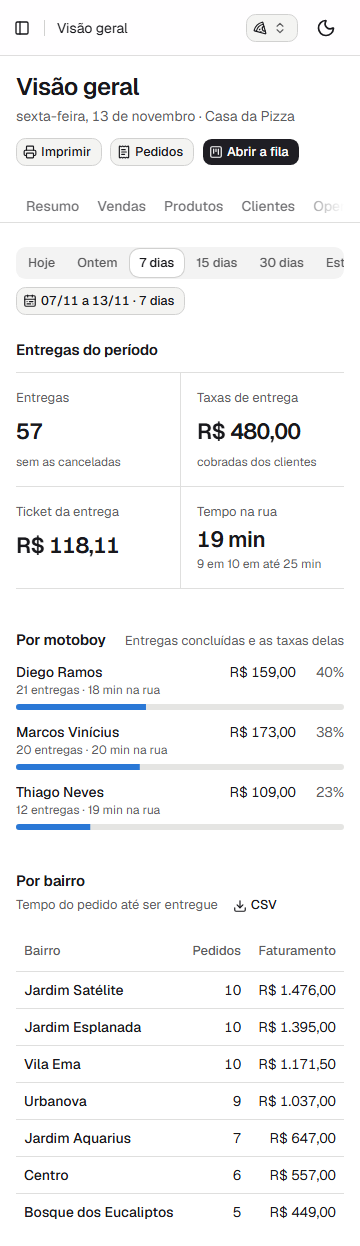 Visão geral
Visão geral
sexta-feira, 13 de novembro · Casa da Pizza
Imprimir Pedidos Abrir a fila
Resumo Vendas Produtos Clientes Ope
Hoje Ontem 7 dias 15 dias 30 dias Est
07/11 a 13/11 · 7 dias
Entregas do período
Entregas Taxas de entrega
57 R$ 480,00
sem as canceladas cobradas dos clientes
Ticket da entrega Tempo na rua
R$ 118,11 19 min
9 em 10 em até 25 min
Por motoboy Entregas concluídas e as taxas delas
Diego Ramos R$ 159,00 40%
21 entregas · 18 min na rua
Marcos Vinícius R$ 173,00 38%
20 entregas · 20 min na rua
Thiago Neves R$ 109,00 23%
12 entregas · 19 min na rua
Por bairro
Tempo do pedido até ser entregue CSV
Bairro Pedidos Faturamento
Jardim Satélite 10 R$ 1.476,00
Jardim Esplanada 10 R$ 1.395,00
Vila Ema 10 R$ 1.171,50
Urbanova 9 R$ 1.037,00
Jardim Aquarius 7 R$ 647,00
Centro 6 R$ 557,00
Bosque dos Eucaliptos 5 R$ 449,00